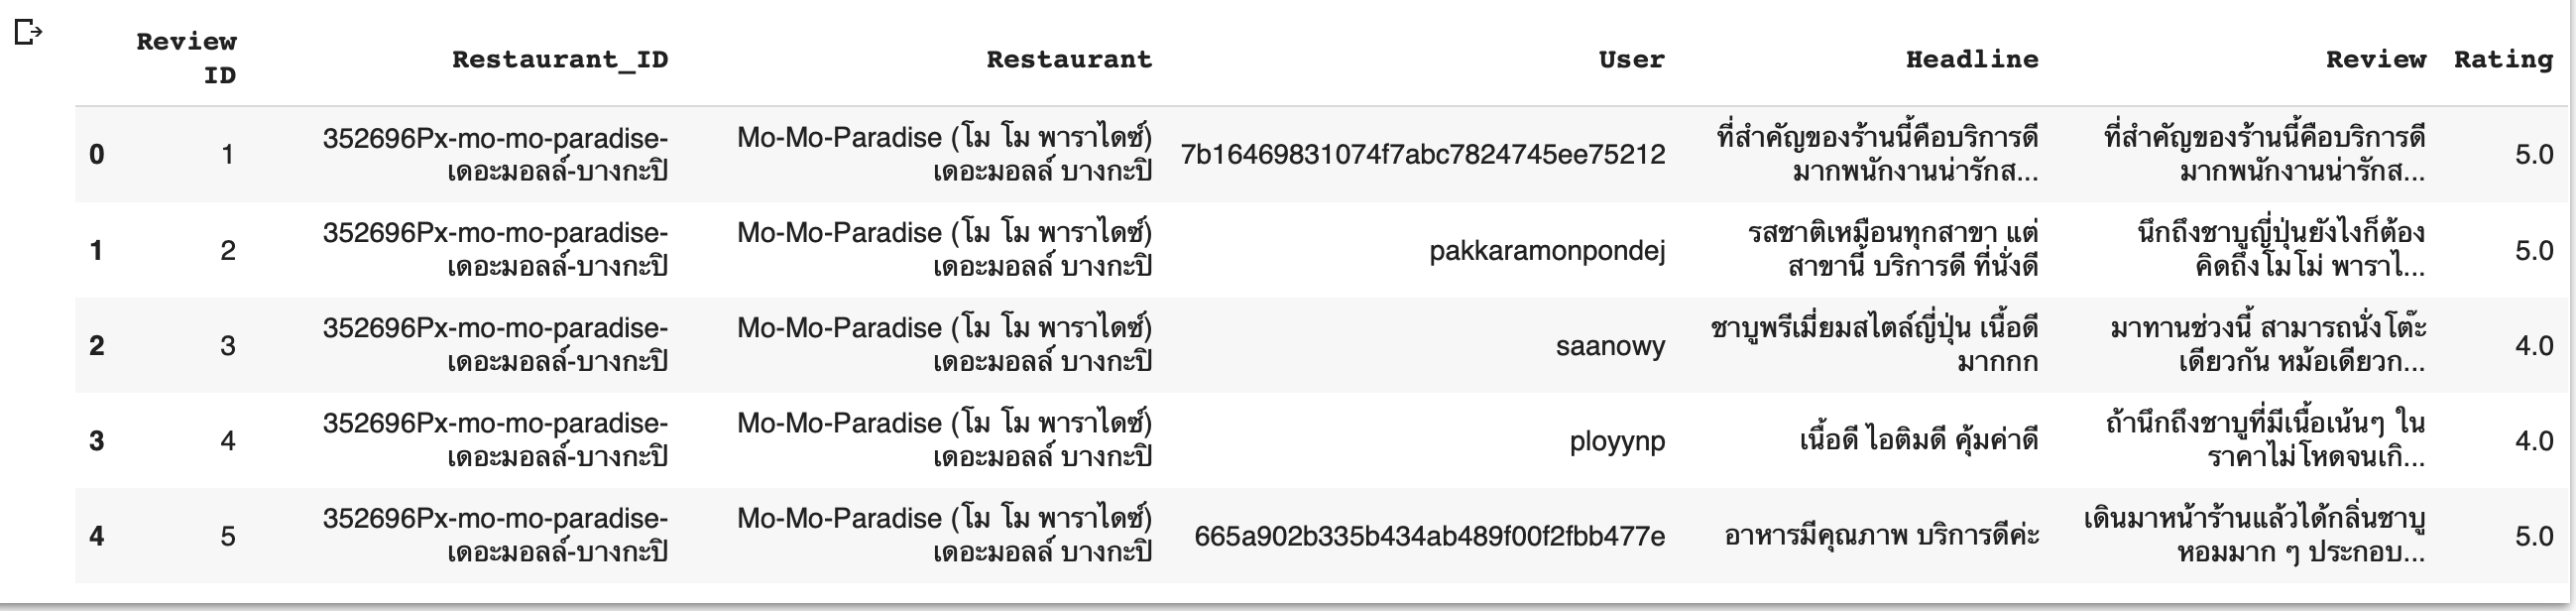 Review ID Restaurant_ID Restaurant User Headline Review Rating
0 1 352696Px-mo-mo-paradise-เดอะมอลล์-บางกะปิ Mo-Mo-Paradise (โม โม พาราไดซ์) เดอะมอลล์ บางกะปิ 7b16469831074f7abc7824745ee75212 ที่สำคัญของร้านนี้คือบริการดีมากพนักงานน่ารักส... ที่สำคัญของร้านนี้คือบริการดีมากพนักงานน่ารักส... 5.0
1 2 352696Px-mo-mo-paradise-เดอะมอลล์-บางกะปิ Mo-Mo-Paradise (โม โม พาราไดซ์) เดอะมอลล์ บางกะปิ pakkaramonpondej รสชาติเหมือนทุกสาขา แต่สาขานี้ บริการดี ที่นั่งดี นึกถึงชาบูญี่ปุ่นยังไงก็ต้องคิดถึงโมโม่ พาราไ... 5.0
2 3 352696Px-mo-mo-paradise-เดอะมอลล์-บางกะปิ Mo-Mo-Paradise (โม โม พาราไดซ์) เดอะมอลล์ บางกะปิ saanowy ชาบูพรีเมี่ยมสไตล์ญี่ปุ่น เนื้อดีมากกก มาทานช่วงนี้ สามารถนั่งโต๊ะเดียวกัน หม้อเดียวก... 4.0
3 4 352696Px-mo-mo-paradise-เดอะมอลล์-บางกะปิ Mo-Mo-Paradise (โม โม พาราไดซ์) เดอะมอลล์ บางกะปิ ployynp เนื้อดี ไอติมดี คุ้มค่าดี ถ้านึกถึงชาบูที่มีเนื้อเน้นๆ ในราคาไม่โหดจนเกิ... 4.0
4 5 352696Px-mo-mo-paradise-เดอะมอลล์-บางกะปิ Mo-Mo-Paradise (โม โม พาราไดซ์) เดอะมอลล์ บางกะปิ 665a902b335b434ab489f00f2fbb477e อาหารมีคุณภาพ บริการดีค่ะ เดินมาหน้าร้านแล้วได้กลิ่นชาบูหอมมาก ๆ ประกอบ... 5.0